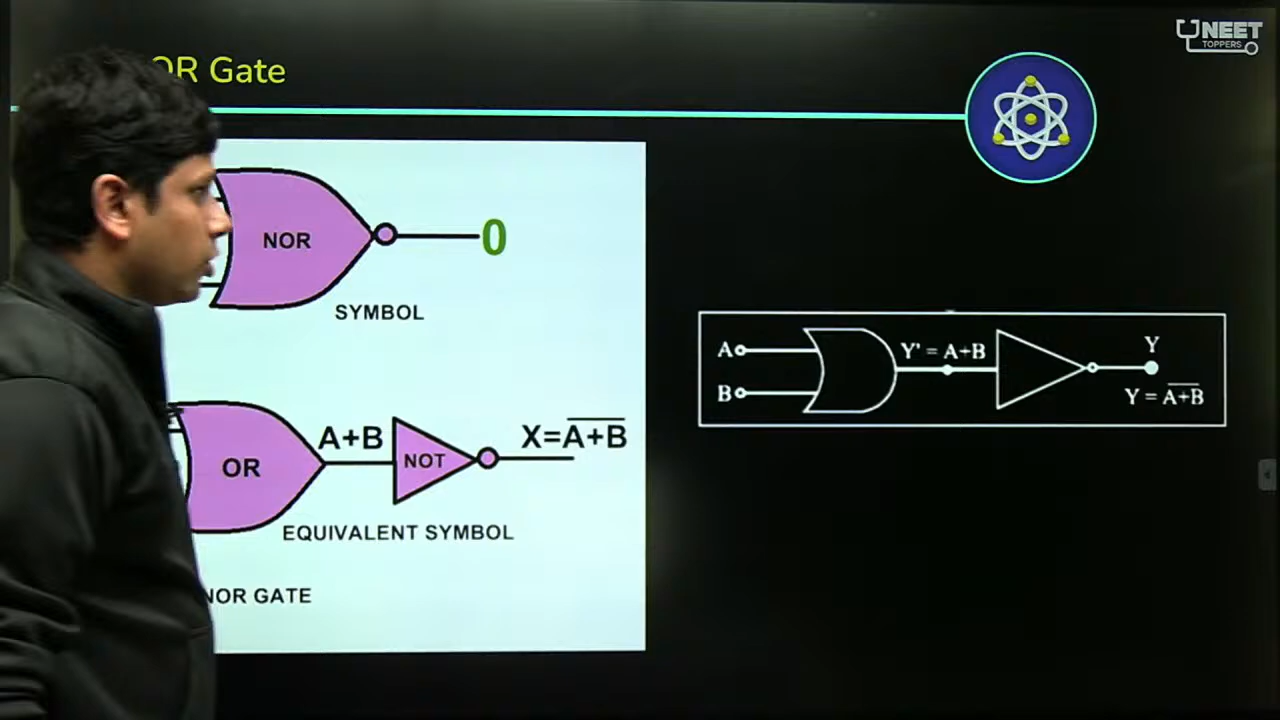 NEET
TOPPERS
OR Gate
NOR
0
SYMBOL
A+B
X=A̅+̅B̅
OR
NOT
EQUIVALENT SYMBOL
NOR GATE
A
Y' = A+B
Y
B
Y = A̅+̅B̅